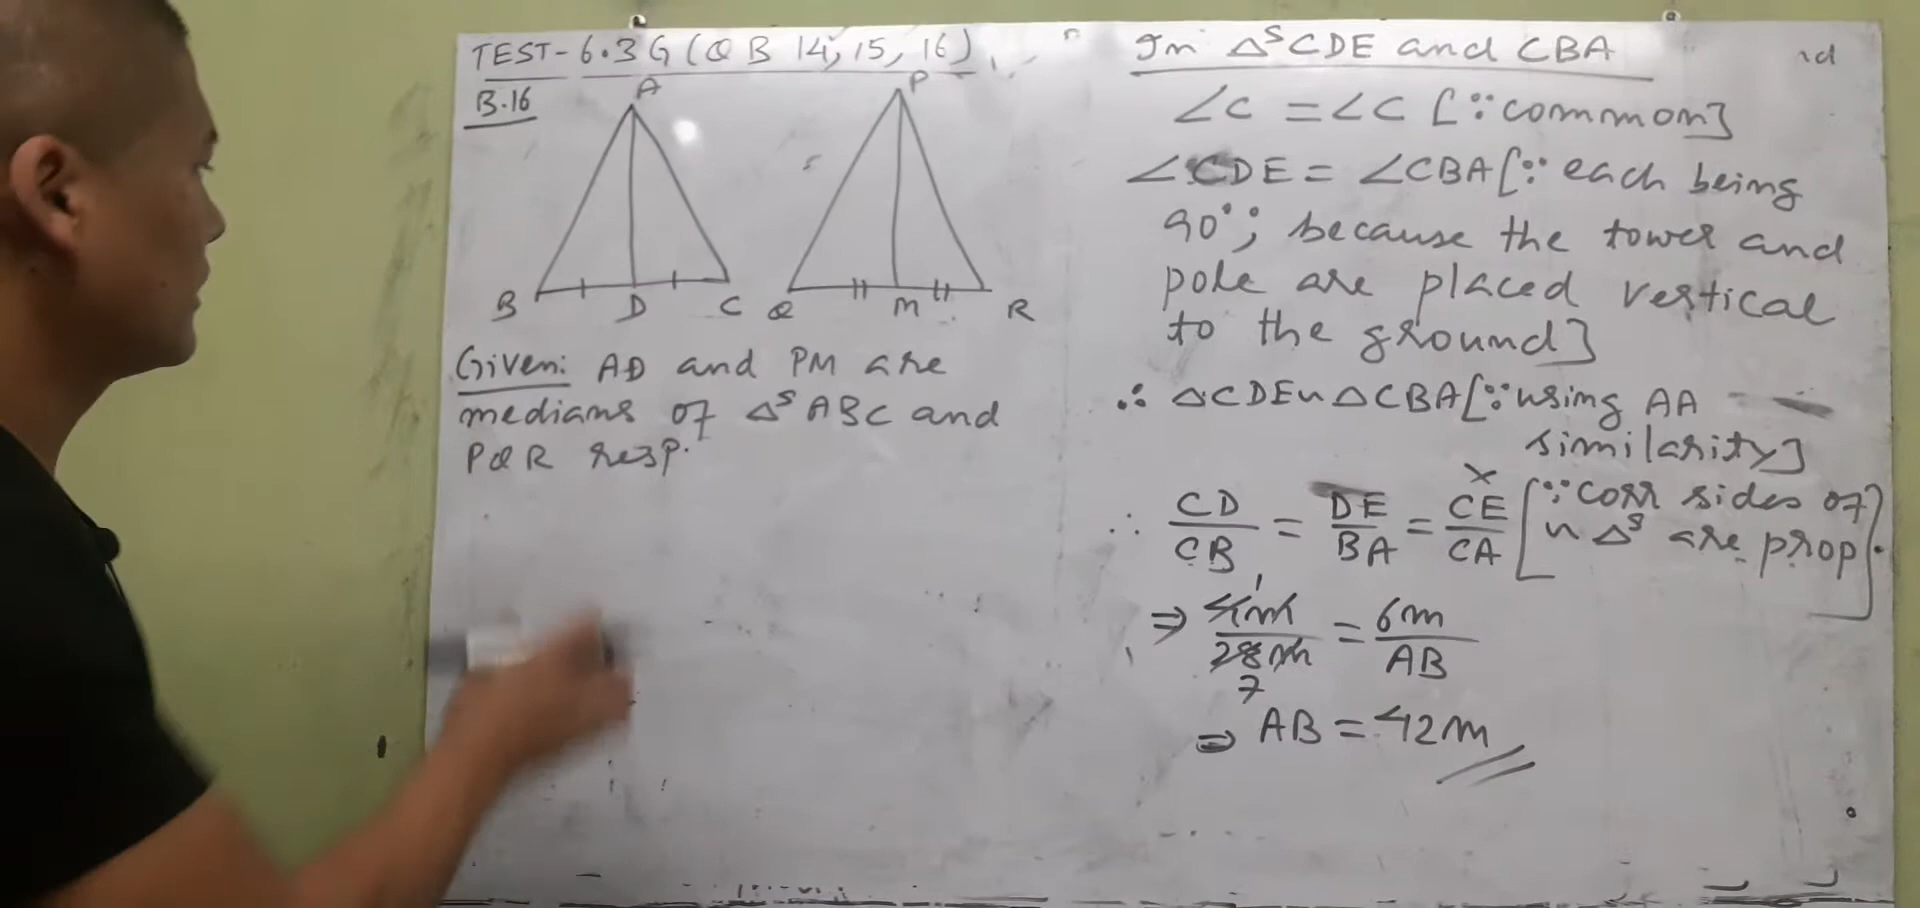 TEST-6.3G (QB 14, 15, 16)
B.16
A
P
B D C
Q M R
Given: AD and PM are
medians of Δˢ ABC and
PQR resp.
In Δˢ CDE and CBA
∠C = ∠C [∵ common]
∠CDE = ∠CBA [∵ each being
90°; because the tower and
pole are placed vertical
to the ground]
∴ ΔCDE ~ ΔCBA [∵ using AA
similarity]
∴ CD/CB = DE/BA = CE/CA [∵ corr sides of
~ Δˢ are prop.]
x
⇒ 4m/28m = 6m/AB
1
7
⇒ AB = 42m